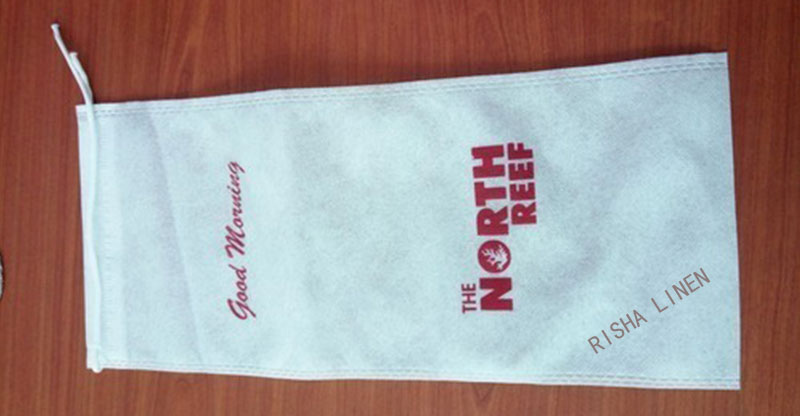 Good Morning
THE
NORTH
REEF
RISHA LINEN